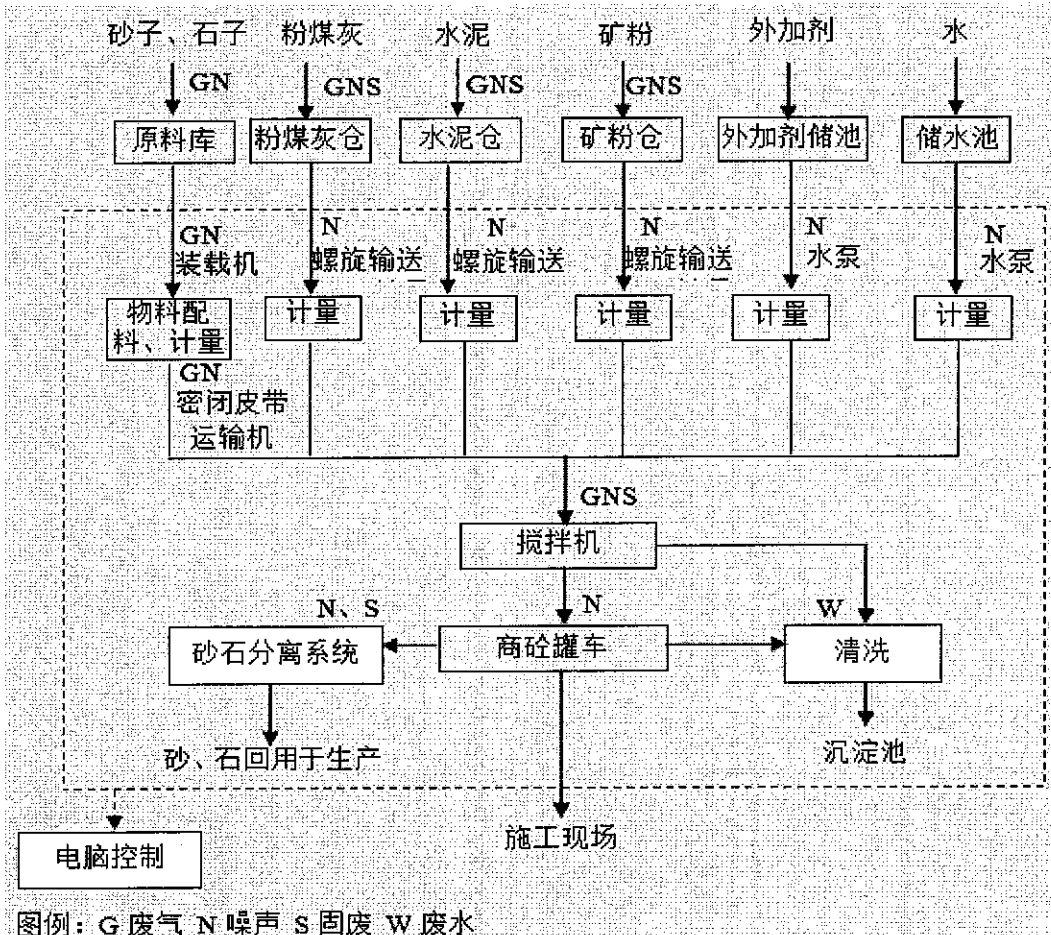 砂子、石子 粉煤灰 水泥 矿粉 外加剂 水
GN GNS GNS GNS
原料库 粉煤灰仓 水泥仓 矿粉仓 外加剂储池 储水池
GN N N N N N
装载机 螺旋输送 螺旋输送 螺旋输送 水泵 水泵
物料配 计量 计量 计量 计量 计量
料、计量
GN
密闭皮带
运输机
GNS
搅拌机
N、S N W
砂石分离系统 商砼罐车 清洗
砂、石回用于生产 沉淀池
施工现场
电脑控制
图例：G 废气 N 噪声 S 固废 W 废水